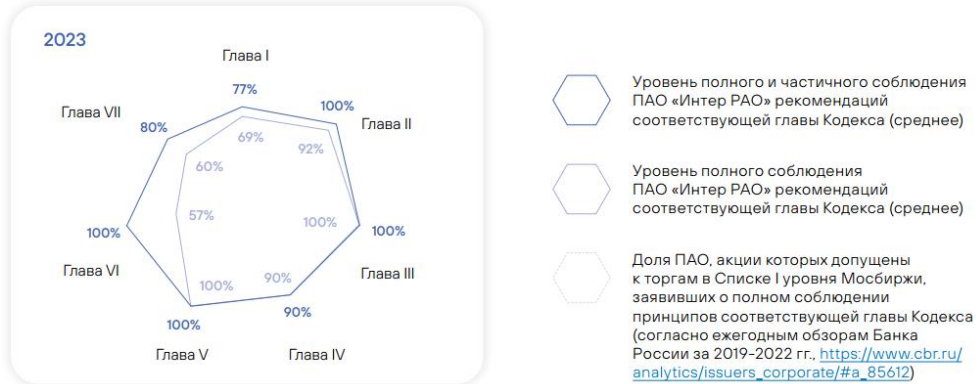 2023
Глава I
77%
100%
Глава II
Глава VII
80%
69%
92%
60%
57%
100%
100%
100%
Глава VI
Глава III
100%
90%
90%
100%
Глава V
Глава IV
Уровень полного и частичного соблюдения
ПАО «Интер РАО» рекомендаций
соответствующей главы Кодекса (среднее)
Уровень полного соблюдения
ПАО «Интер РАО» рекомендаций
соответствующей главы Кодекса (среднее)
Доля ПАО, акции которых допущены
к торгам в Списке I уровня Мосбиржи,
заявивших о полном соблюдении
принципов соответствующей главы Кодекса
(согласно ежегодным обзорам Банка
России за 2019-2022 гг., https://www.cbr.ru/
analytics/issuers_corporate/#a_85612)